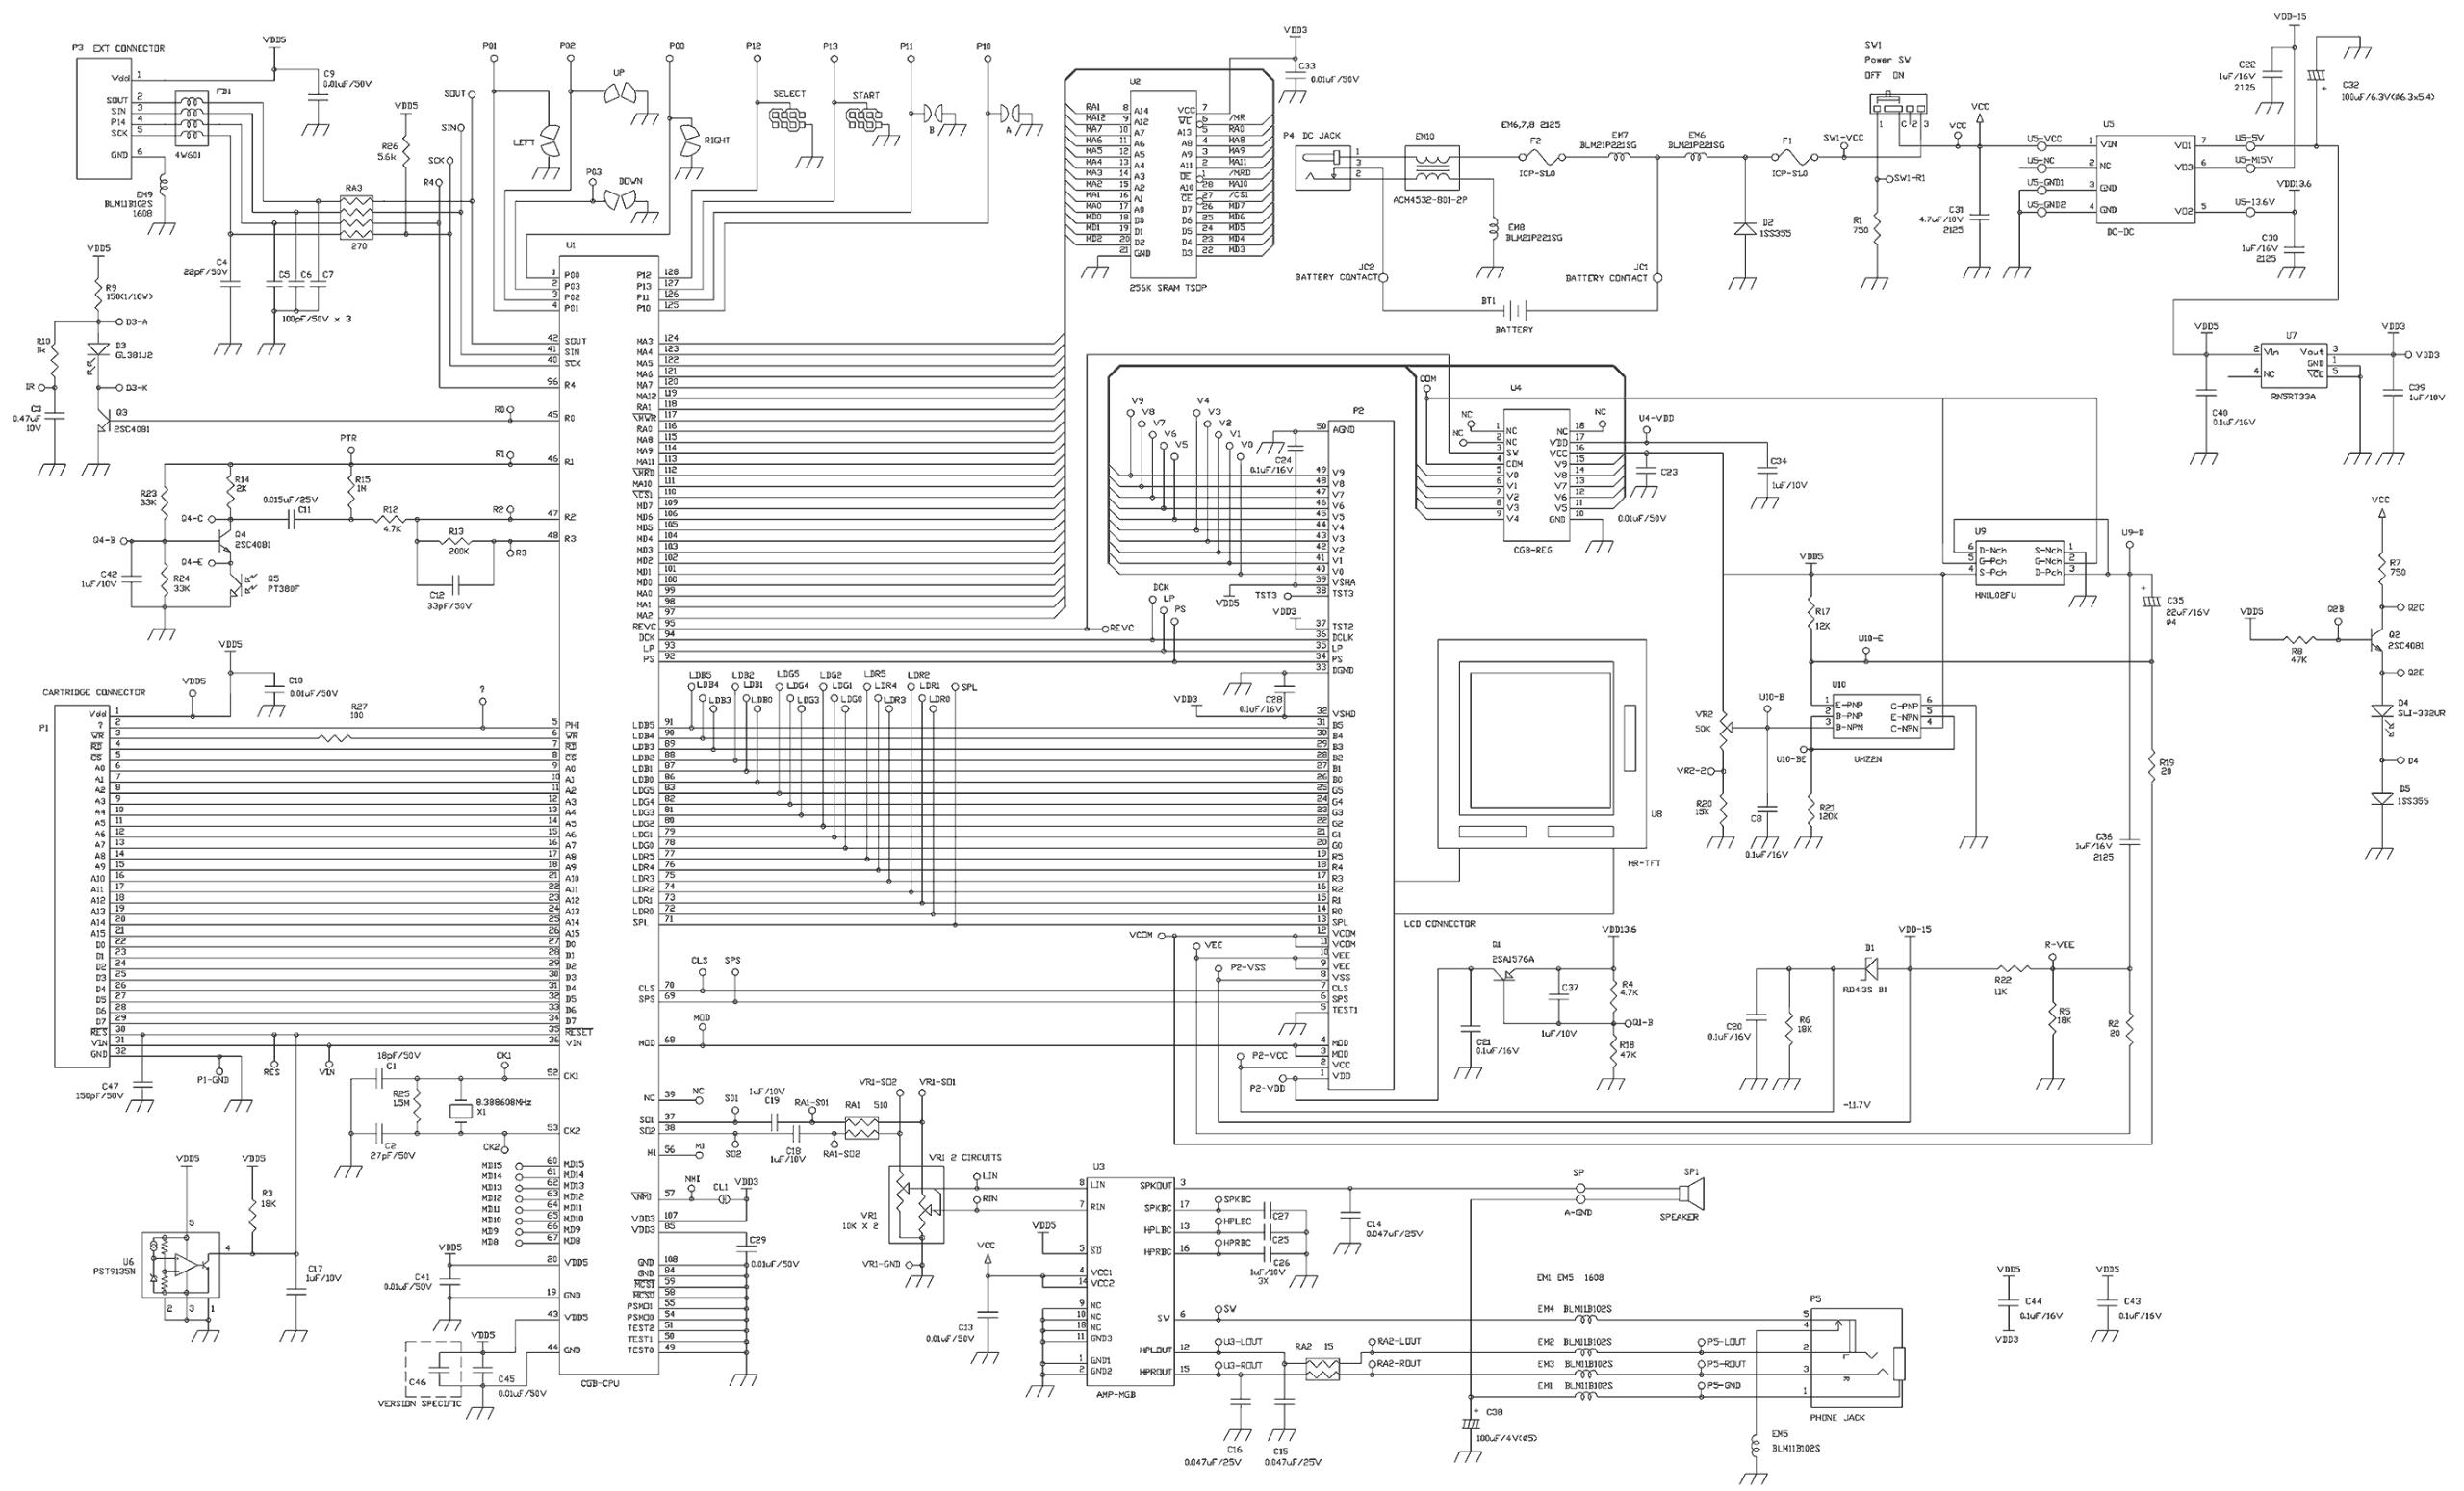 P3 EXT CONNECTOR
Vdd 1
SOUT 2
SIN 3
P14 4
SCK 5
GND 6
FB1
4W601
EM9
BLM11B102S
1608
VDD5
C9
0.01uF/50V
VDD5
R26
5.6k
SOUT
SIN
SCK
R4
RA3
270
C4
22pF/50V
C5 C6 C7
100pF/50V x 3
P01
P02
P00
P12
P13
P11
P10
UP
LEFT
RIGHT
P03
DOWN
SELECT
START
B
A
VDD5
R9
150(1/10W)
D3-A
R10
1k
D3
GL381J2
IR
D3-K
C3
0.47uF
10V
Q3
2SC4081
R0
R1
R2
R3
PTR
R23
33K
R14
2K
0.015uF/25V
C11
R15
1M
R12
4.7K
R13
200K
C12
33pF/50V
Q4-C
Q4-B
Q4
2SC4081
Q4-E
C42
1uF/10V
R24
33K
Q5
PT380F
U1
1 P00
2 P03
3 P02
4 P01
42 SOUT
41 SIN
40 SCK
96 R4
45 R0
46 R1
47 R2
48 R3
P12 128
P13 127
P11 126
P10 125
MA3 124
MA4 123
MA5 122
MA6 121
MA7 120
MA12 119
RA1 118
\HWR 117
RA0 116
MA8 115
MA9 114
MA11 113
\HRD 112
MA10 111
\CS1 110
MD7 109
MD6 106
MD5 105
MD4 104
MD3 103
MD2 102
MD1 101
MD0 100
MA0 99
MA1 98
MA2 97
REVC 95
DCK 94
LP 93
PS 92
REVC
DCK
LP
PS
U2
RA1 8 A14
MA12 9 A12
MA7 10 A7
MA6 11 A6
MA5 12 A5
MA4 13 A4
MA3 14 A3
MA2 15 A2
MA1 16 A1
MA0 17 A0
MD0 18 D0
MD1 19 D1
MD2 20 D2
21 GND
VCC 7
6 /MR
A13 5 RA0
A8 4 MA8
A9 3 MA9
A11 2 MA11
OE 1 /MRD
A10 28 MA10
CE 27 /CS1
D7 26 MD7
D6 25 MD6
D5 24 MD5
D4 23 MD4
D3 22 MD3
256K SRAM TSOP
VDD3
C33
0.01uF/50V
P4 DC JACK
1
3
2
EM10
ACM4532-801-2P
EM6,7,8 2125
F2
ICP-S1.0
EM7
BLM21P221SG
EM6
BLM21P221SG
F1
ICP-S1.0
EM8
BLM21P221SG
JC2
BATTERY CONTACT
JC1
BATTERY CONTACT
BT1
BATTERY
D2
1SS355
SW1
Power SW
OFF ON
1 C 2 3
SW1-VCC
SW1-R1
R1
750
VCC
VCC
C31
4.7uF/10V
2125
U5
U5-VCC 1 VIN
U5-NC 2 NC
U5-GND1 3 GND
U5-GND2 4 GND
VO1 7 U5-5V
VO3 6 U5-M15V
VO2 5 U5-13.6V
DC-DC
VDD-15
C22
1uF/16V
2125
C32
100uF/6.3V(Ø6.3x5.4)
VDD13.6
C30
1uF/16V
2125
VDD5
U7
2 Vin
4 NC
Vout 3
GND 1
\CE 5
RN5RT33A
VDD3
VDD3
C39
1uF/10V
C40
0.1uF/16V
V9
V8
V7
V6
V5
V4
V3
V2
V1
V0
COM
U4
NC 1 NC
NC 2 NC
3 SW
4 COM
5 V0
6 V1
7 V2
8 V3
9 V4
NC 18 NC
VDD 17 U4-VDD
VCC 16
V9 15
V8 14
V7 13
V6 12
V5 11
GND 10
CGB-REG
C34
1uF/10V
C23
0.01uF/50V
P2
50 AGND
49 V9
48 V8
47 V7
46 V6
45 V5
44 V4
43 V3
42 V2
41 V1
40 V0
39 VSHA
38 TST3
37 TST2
36 DCLK
35 LP
34 PS
33 DGND
32 VSHD
31 B5
30 B4
29 B3
28 B2
27 B1
26 B0
25 G5
24 G4
23 G3
22 G2
21 G1
20 G0
19 R5
18 R4
17 R3
16 R2
15 R1
14 R0
13 SPL
12 VCOM
11 VCOM
10 VEE
9 VEE
8 VSS
7 CLS
6 SPS
5 TEST1
4 MOD
3 MOD
2 VCC
1 VDD
C24
0.1uF/16V
VDD5
TST3
VDD3
VDD3
C28
0.1uF/16V
U8
HR-TFT
LCD CONNECTOR
U9
6 D-Nch
5 G-Pch
4 S-Pch
S-Nch 1
G-Nch 2
D-Pch 3
HN1L02FU
U9-D
C35
22uF/16V
Ø4
VDD5
R17
12K
U10-E
U10-B
U10
1 E-PNP
2 B-PNP
3 B-NPN
C-PNP 6
E-NPN 5
C-NPN 4
UMZ2N
U10-BE
VR2
50K
VR2-2
R20
15K
C8
0.1uF/16V
R21
120K
R19
20
C36
1uF/16V
2125
VCC
R7
750
Q2C
VDD5
Q2B
R8
47K
Q2
2SC4081
Q2E
D4
SLI-332UR
D4
D5
1SS355
CARTRIDGE CONNECTOR
P1
VDD5
VDD5
C10
0.01uF/50V
R27
100
?
Vdd 1
? 2
WR 3
RD 4
CS 5
A0 6
A1 7
A2 8
A3 9
A4 10
A5 11
A6 12
A7 13
A8 14
A9 15
A10 16
A11 17
A12 18
A13 19
A14 20
A15 21
D0 22
D1 23
D2 24
D3 25
D4 26
D5 27
D6 28
D7 29
RES 30
VIN 31
GND 32
5 PHI
6 WR
7 RD
8 CS
9 A0
10 A1
11 A2
12 A3
13 A4
14 A5
15 A6
16 A7
17 A8
18 A9
21 A10
22 A11
23 A12
24 A13
25 A14
26 A15
27 D0
28 D1
29 D2
30 D3
31 D4
32 D5
33 D6
34 D7
35 RESET
36 VIN
LDB5
LDB4
LDB3
LDB2
LDB1
LDB0
LDG5
LDG4
LDG3
LDG2
LDG1
LDG0
LDR5
LDR4
LDR3
LDR2
LDR1
LDR0
SPL
LDB5 91
LDB4 90
LDB3 89
LDB2 88
LDB1 87
LDB0 86
LDG5 83
LDG4 82
LDG3 81
LDG2 80
LDG1 79
LDG0 78
LDR5 77
LDR4 76
LDR3 75
LDR2 74
LDR1 73
LDR0 72
SPL 71
CLS
SPS
CLS 70
SPS 69
MOD
MOD 68
VCOM
VEE
P2-VSS
P2-VCC
P2-VDD
Q1
2SA1576A
VDD13.6
C37
1uF/10V
R4
4.7K
Q1-B
R18
47K
C21
0.1uF/16V
VDD-15
D1
RD4.3S B1
C20
0.1uF/16V
R6
18K
-11.7V
R22
11K
R-VEE
R5
18K
R2
20
C47
150pF/50V
P1-GND
RES
VIN
18pF/50V
C1
R25
1.5M
C2
27pF/50V
CK1
8.388608MHz
X1
CK2
52 CK1
53 CK2
MD15 60 MD15
MD14 61 MD14
MD13 62 MD13
MD12 63 MD12
MD11 64 MD11
MD10 65 MD10
MD9 66 MD9
MD8 67 MD8
20 VDD5
19 GND
43 VDD5
44 GND
NC 39 NC
SO1 37
SO2 38
M1 56
\NMI 57
VDD3 107
VDD3 85
GND 108
GND 84
MCS1 59
MCS0 58
PSMO1 55
PSMO0 54
TEST2 51
TEST1 50
TEST0 49
CGB-CPU
VDD5
VDD5
R3
18K
U6
PST9135N
5
4
2 3 1
C17
1uF/10V
VDD5
C41
0.01uF/50V
VDD5
C46
C45
0.01uF/50V
VERSION SPECIFIC
SO1
1uF/10V
C19
RA1-SO1
RA1 510
SO2
C18
1uF/10V
RA1-SO2
M1
NMI
CL1
VDD3
C29
0.01uF/50V
VR1-SO2
VR1-SO1
VR1 2 CIRCUITS
VR1
10K X 2
LIN
RIN
VR1-GND
U3
8 LIN
7 RIN
5 SD
4 VCC1
14 VCC2
9 NC
10 NC
18 NC
11 GND3
1 GND1
2 GND2
SPKOUT 3
SPKBC 17
HPLBC 13
HPRBC 16
SW 6
HPLOUT 12
HPROUT 15
AMP-MGB
VDD5
VCC
C13
0.01uF/50V
SPKBC
HPLBC
HPRBC
C27
C25
C26
1uF/10V
3X
C14
0.047uF/25V
SP
A-GND
SP1
SPEAKER
SW
U3-LOUT
U3-ROUT
RA2 15
RA2-LOUT
RA2-ROUT
C16
0.047uF/25V
C15
0.047uF/25V
C38
100uF/4V(Ø5)
EM1 EM5 1608
EM4 BLM11B102S
EM2 BLM11B102S
EM3 BLM11B102S
EM1 BLM11B102S
P5-LOUT
P5-ROUT
P5-GND
P5
5
4
2
3
1
PHONE JACK
EM5
BLM11B102S
VDD5
C44
0.1uF/16V
VDD3
VDD5
C43
0.1uF/16V